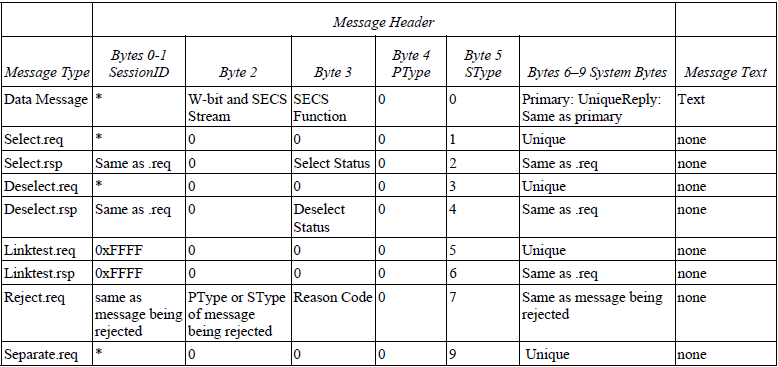 Message Header
Message Type Bytes 0-1 SessionID Byte 2 Byte 3 Byte 4 PType Byte 5 SType Bytes 6–9 System Bytes Message Text
Data Message * W-bit and SECS Stream SECS Function 0 0 Primary: UniqueReply: Same as primary Text
Select.req * 0 0 0 1 Unique none
Select.rsp Same as .req 0 Select Status 0 2 Same as .req none
Deselect.req * 0 0 0 3 Unique none
Deselect.rsp Same as .req 0 Deselect Status 0 4 Same as .req none
Linktest.req 0xFFFF 0 0 0 5 Unique none
Linktest.rsp 0xFFFF 0 0 0 6 Same as .req none
Reject.req same as message being rejected PType or SType of message being rejected Reason Code 0 7 Same as message being rejected none
Separate.req * 0 0 0 9 Unique none